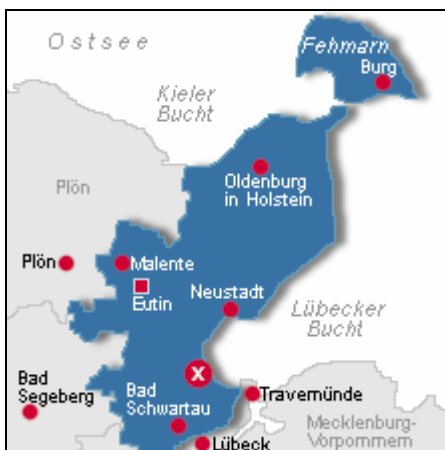 Ostsee
Fehmarn
Burg
Kieler
Bucht
Oldenburg
in Holstein
Plön
Plön
Malente
Eutin
Neustadt
Lübecker
Bucht
X
Bad
Segeberg
Bad
Schwartau
Travemünde
Mecklenburg-
Vorpommern
Lübeck